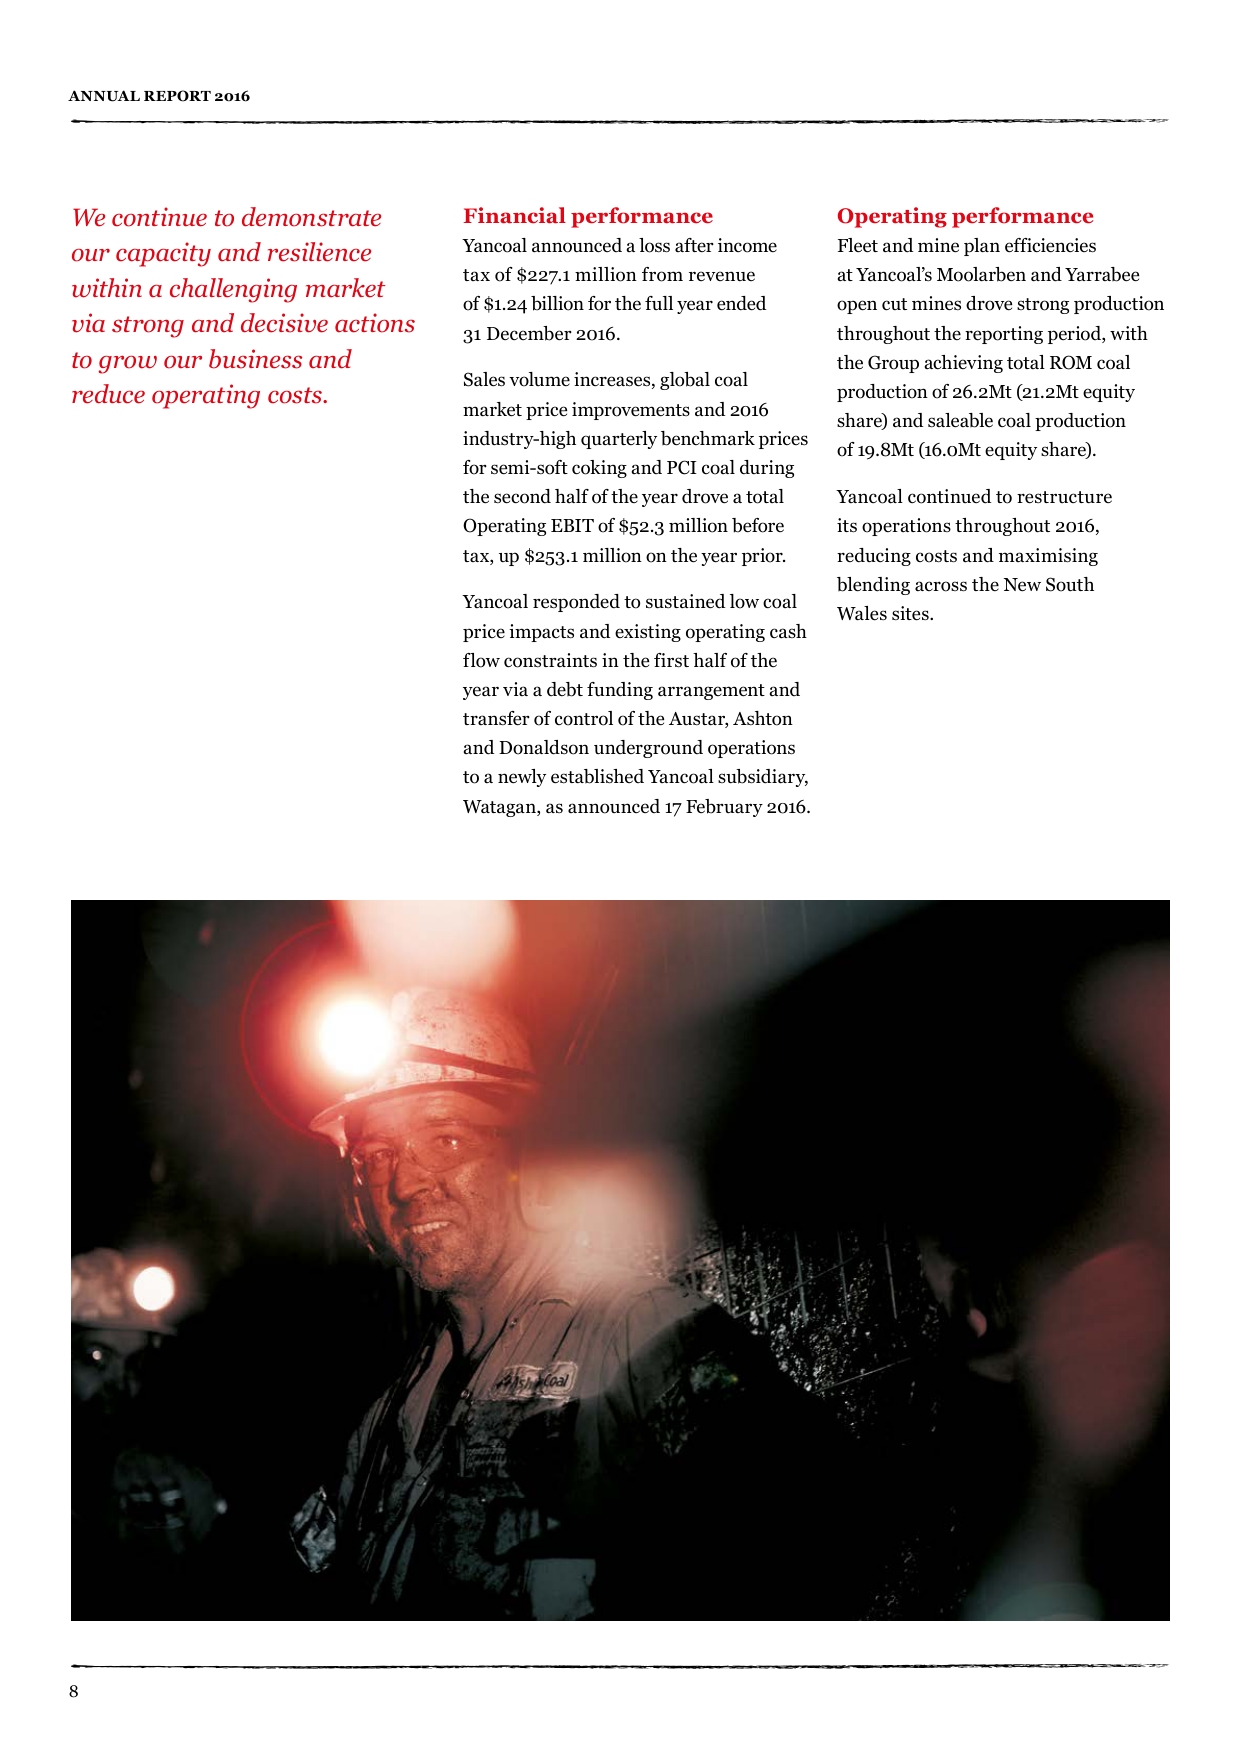 ANNUAL REPORT 2016
We continue to demonstrate
our capacity and resilience
within a challenging market
via strong and decisive actions
to grow our business and
reduce operating costs.
Financial performance
Yancoal announced a loss after income
tax of $227.1 million from revenue
of $1.24 billion for the full year ended
31 December 2016.
Sales volume increases, global coal
market price improvements and 2016
industry-high quarterly benchmark prices
for semi-soft coking and PCI coal during
the second half of the year drove a total
Operating EBIT of $52.3 million before
tax, up $253.1 million on the year prior.
Yancoal responded to sustained low coal
price impacts and existing operating cash
flow constraints in the first half of the
year via a debt funding arrangement and
transfer of control of the Austar, Ashton
and Donaldson underground operations
to a newly established Yancoal subsidiary,
Watagan, as announced 17 February 2016.
Operating performance
Fleet and mine plan efficiencies
at Yancoal’s Moolarben and Yarrabee
open cut mines drove strong production
throughout the reporting period, with
the Group achieving total ROM coal
production of 26.2Mt (21.2Mt equity
share) and saleable coal production
of 19.8Mt (16.0Mt equity share).
Yancoal continued to restructure
its operations throughout 2016,
reducing costs and maximising
blending across the New South
Wales sites.
Coal
8